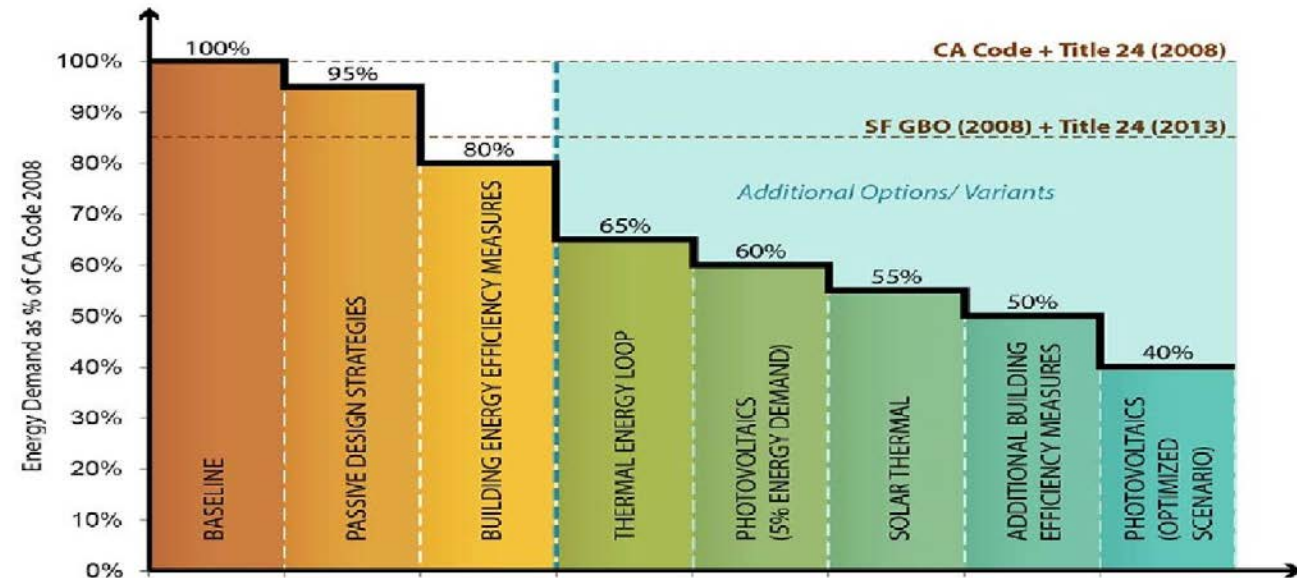 100%
CA Code + Title 24 (2008)
100%
95%
90%
SF GBO (2008) + Title 24 (2013)
80%
80%
Additional Options/ Variants
70%
65%
60%
60%
55%
50%
50%
40%
40%
30%
20%
10%
0%
Energy Demand as % of CA Code 2008
BASELINE
PASSIVE DESIGN STRATEGIES
BUILDING ENERGY EFFICIENCY MEASURES
THERMAL ENERGY LOOP
PHOTOVOLTAICS
(5% ENERGY DEMAND)
SOLAR THERMAL
ADDITIONAL BUILDING
EFFICIENCY MEASURES
PHOTOVOLTAICS
(OPTIMIZED
SCENARIO)